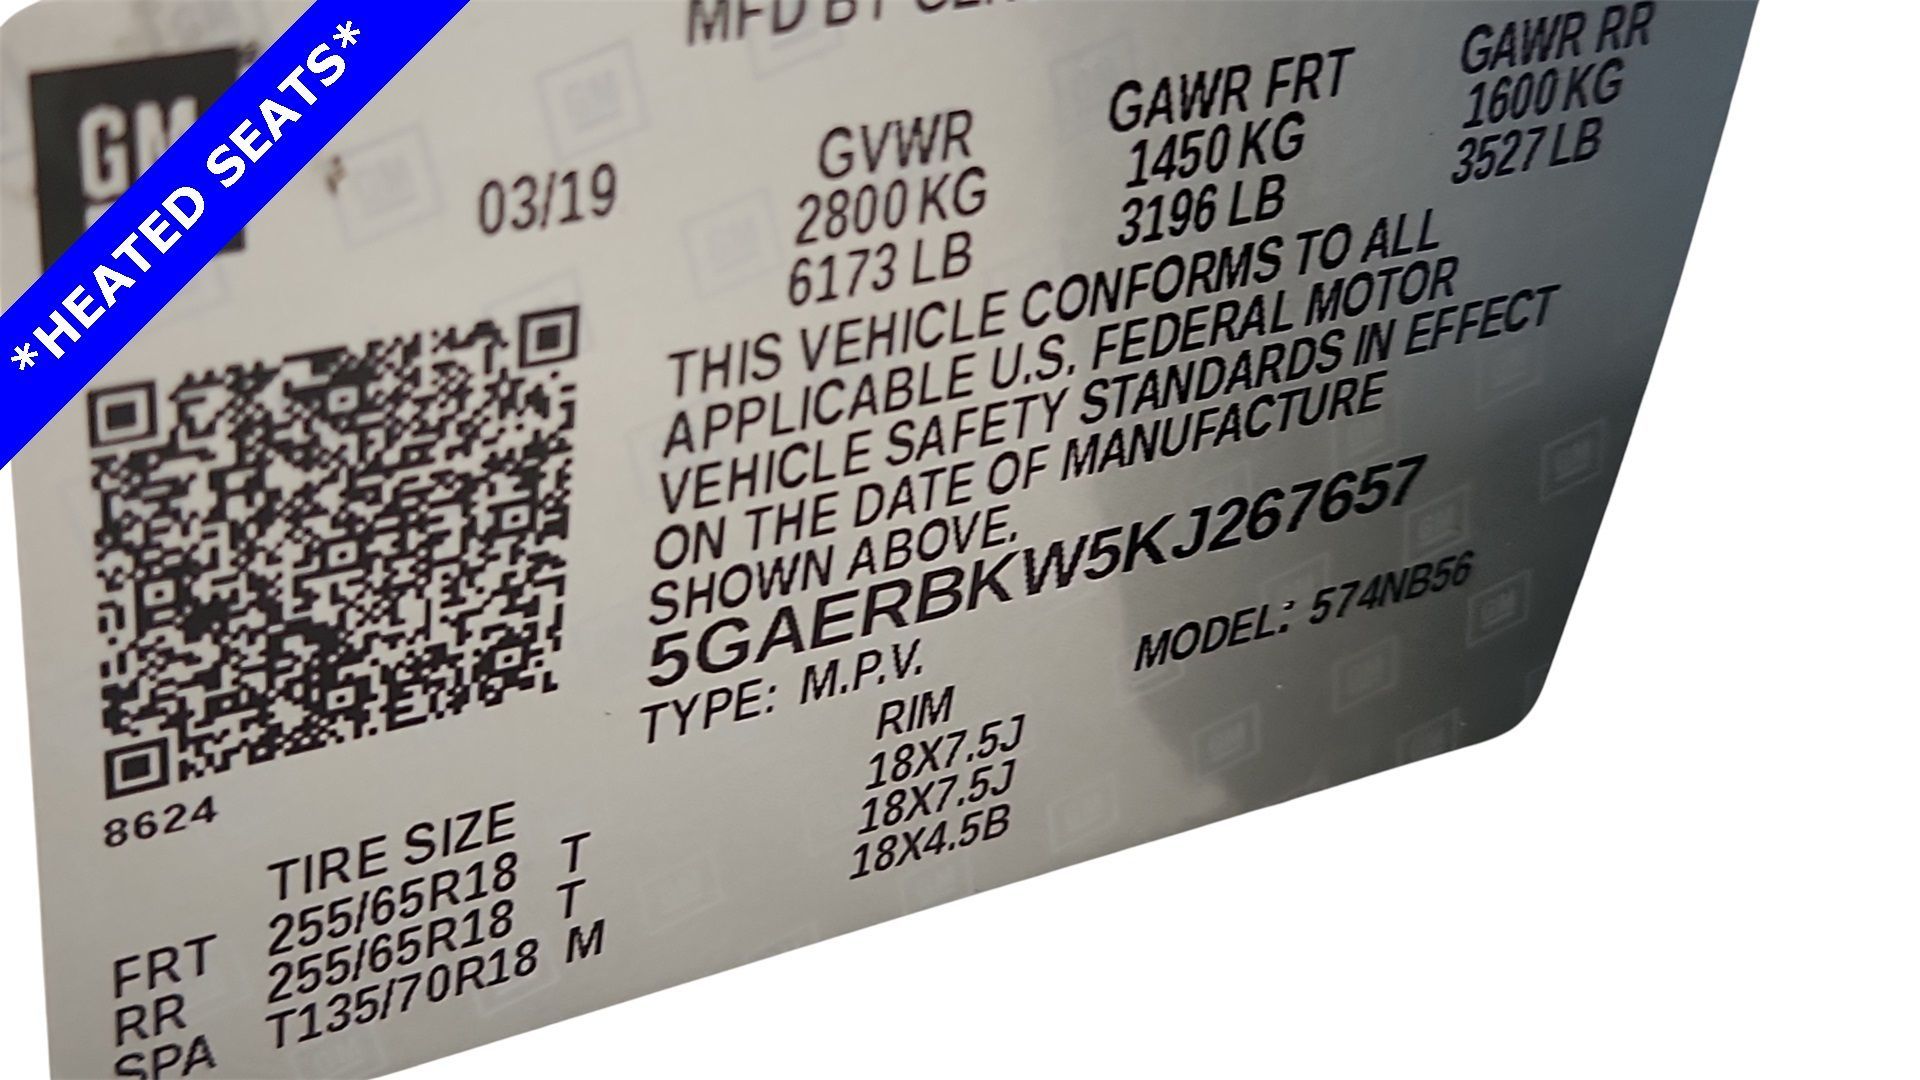 *HEATED SEATS*
GM
MFD BY
03/19
GVWR
2800 KG
6173 LB
GAWR FRT
1450 KG
3196 LB
GAWR RR
1600 KG
3527 LB
THIS VEHICLE CONFORMS TO ALL
APPLICABLE U.S. FEDERAL MOTOR
VEHICLE SAFETY STANDARDS IN EFFECT
ON THE DATE OF MANUFACTURE
SHOWN ABOVE.
5GAERBKW5KJ267657
TYPE: M.P.V.
MODEL: 574NB56
8624
TIRE SIZE
RIM
FRT 255/65R18 T 18X7.5J
RR 255/65R18 T 18X7.5J
SPA T135/70R18 M 18X4.5B